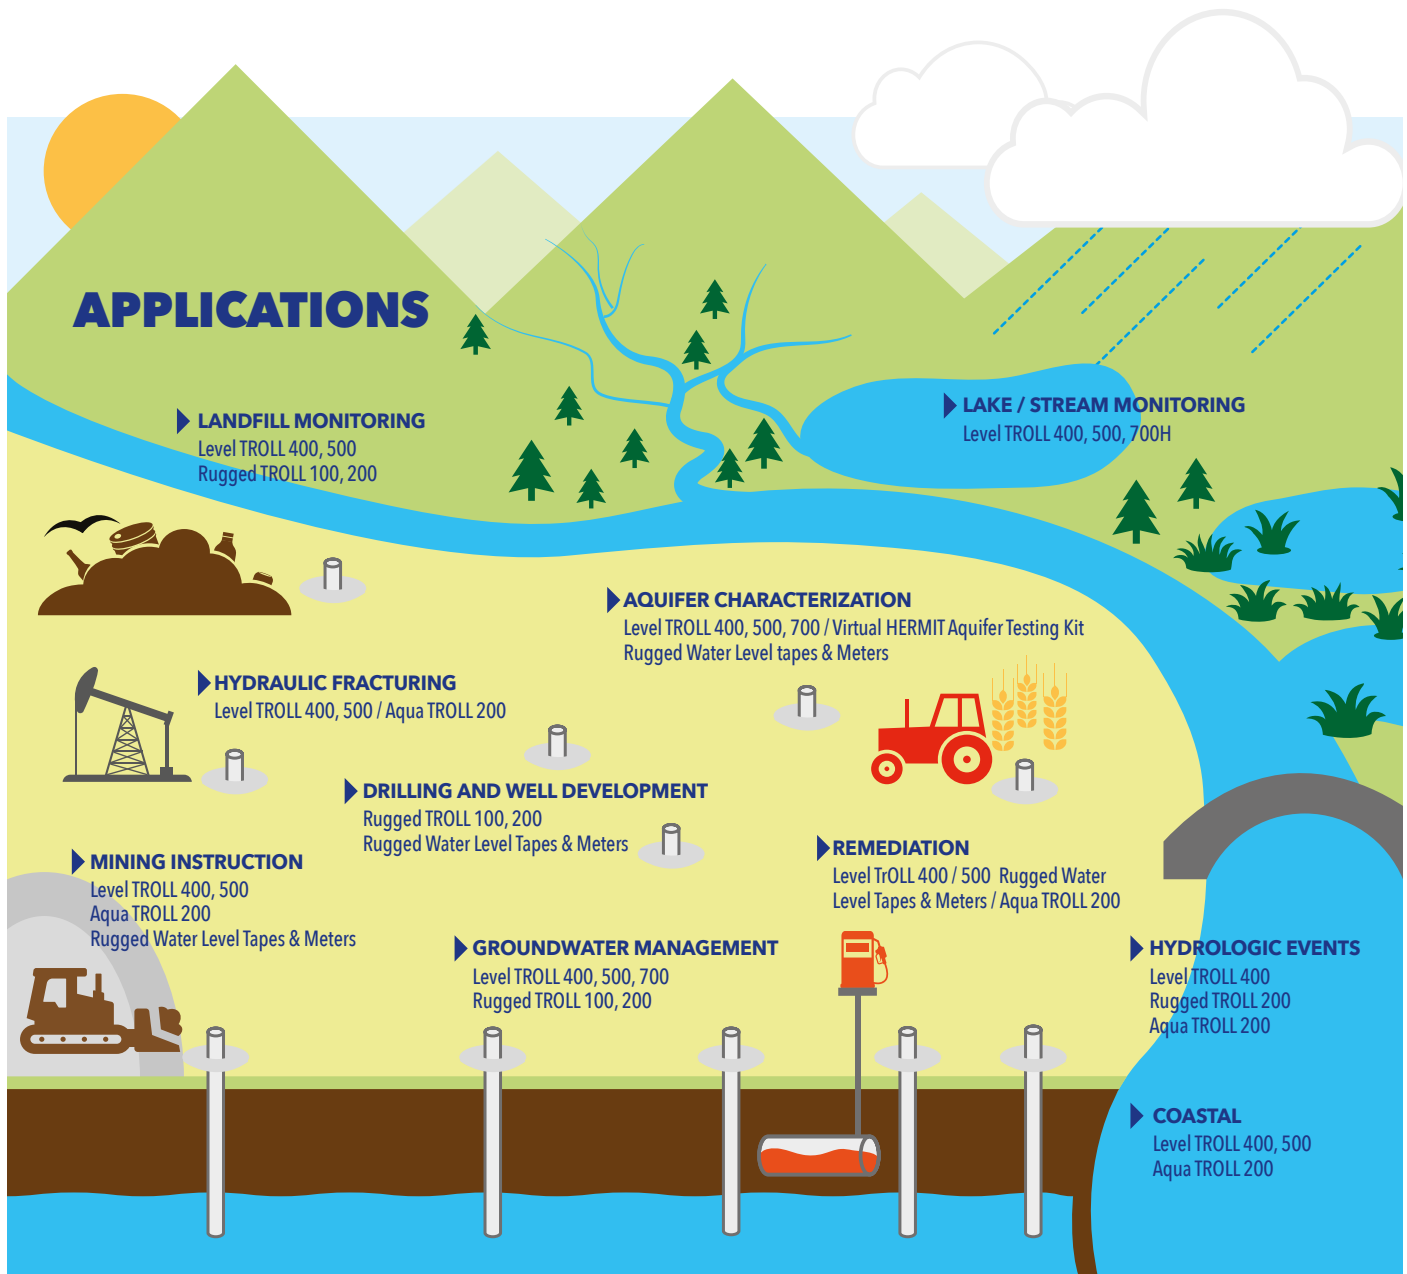 APPLICATIONS
LANDFILL MONITORING
Level TROLL 400, 500
Rugged TROLL 100, 200
LAKE / STREAM MONITORING
Level TROLL 400, 500, 700H
AQUIFER CHARACTERIZATION
Level TROLL 400, 500, 700 / Virtual HERMIT Aquifer Testing Kit
Rugged Water Level tapes & Meters
HYDRAULIC FRACTURING
Level TROLL 400, 500 / Aqua TROLL 200
DRILLING AND WELL DEVELOPMENT
Rugged TROLL 100, 200
Rugged Water Level Tapes & Meters
MINING INSTRUCTION
Level TROLL 400, 500
Aqua TROLL 200
Rugged Water Level Tapes & Meters
REMEDIATION
Level TrOLL 400 / 500 Rugged Water
Level Tapes & Meters / Aqua TROLL 200
GROUNDWATER MANAGEMENT
Level TROLL 400, 500, 700
Rugged TROLL 100, 200
HYDROLOGIC EVENTS
Level TROLL 400
Rugged TROLL 200
Aqua TROLL 200
COASTAL
Level TROLL 400, 500
Aqua TROLL 200